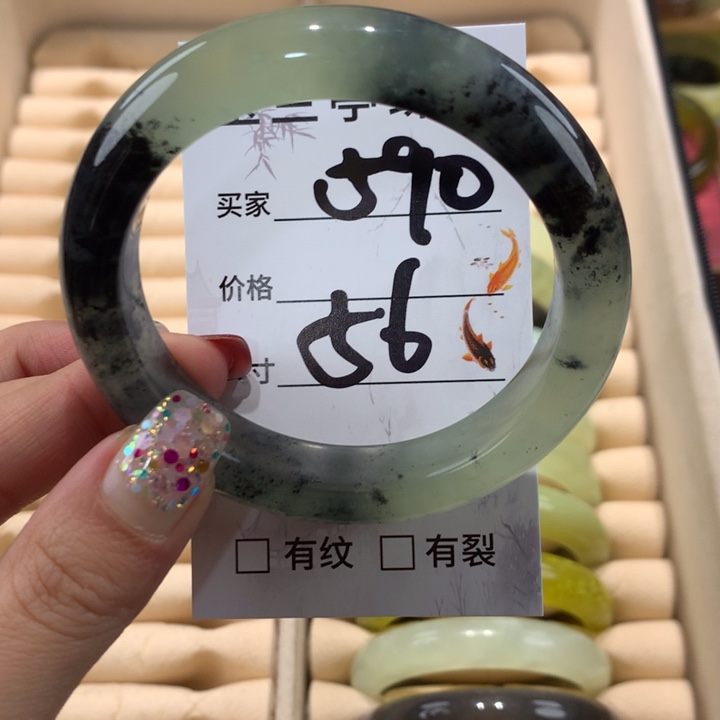 买家 590
价格
寸 56
有纹 有裂